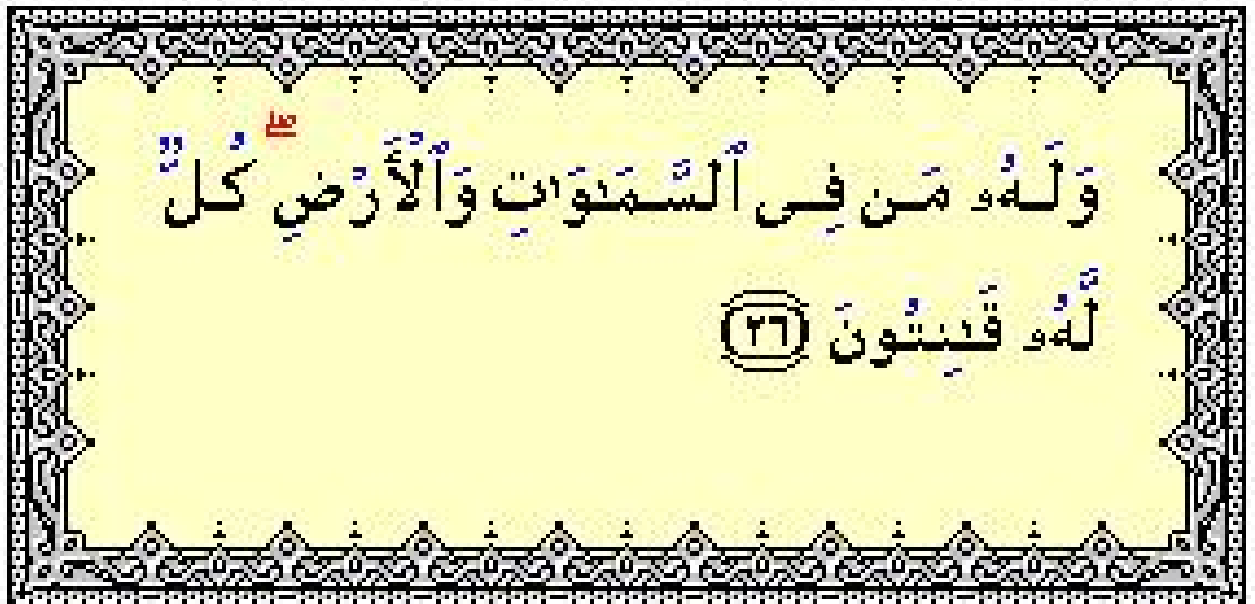 وَلَهُۥ مَن فِى ٱلسَّمَـٰوَٰتِ وَٱلْأَرْضِ ۖ كُلٌّ
لَّهُۥ قَـٰنِتُونَ ٢٦